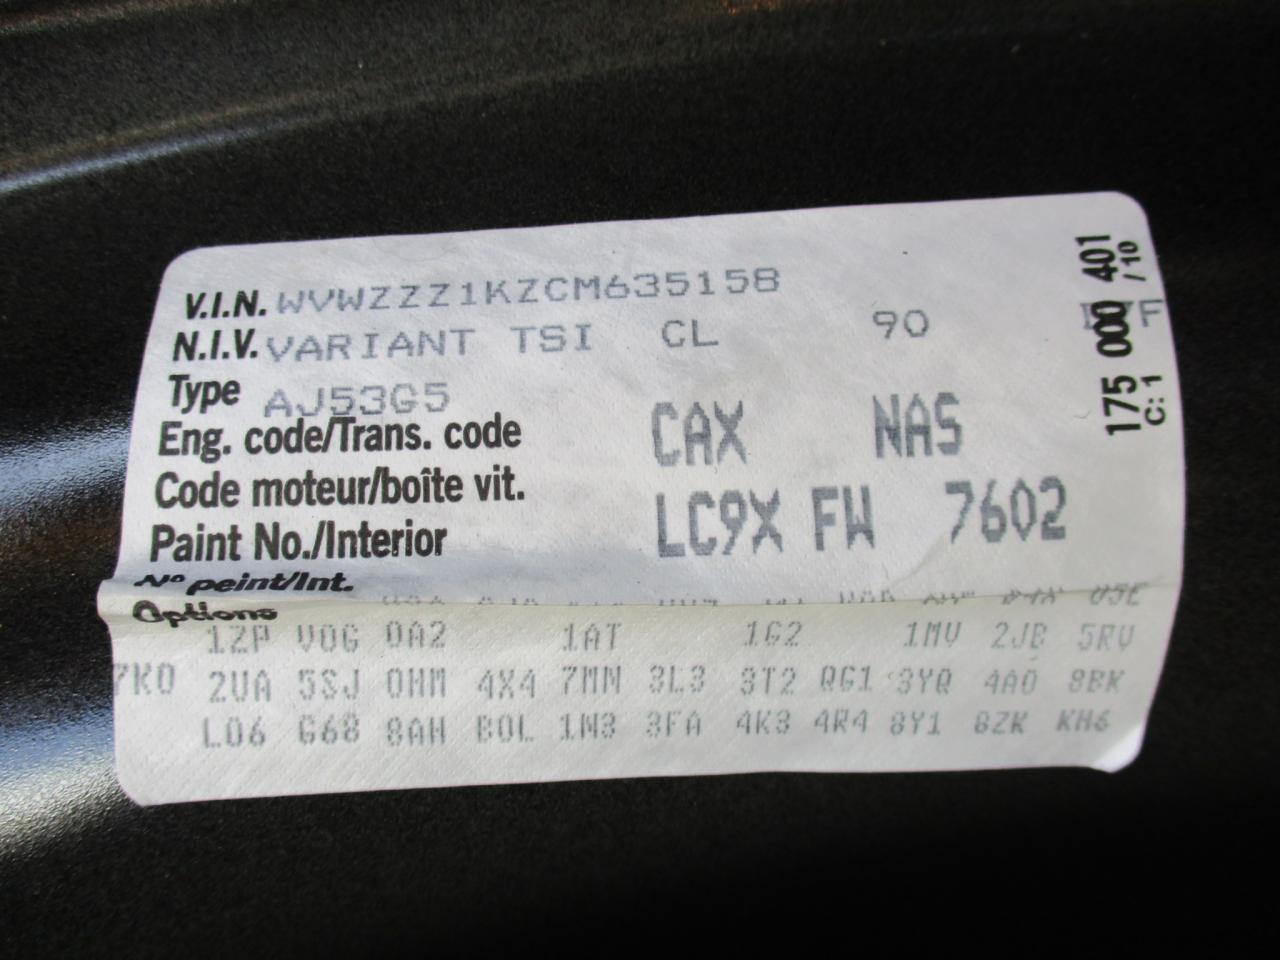 V.I.N. WVWZZZ1KZCM635158
N.I.V. VARIANT TSI CL 90
Type AJ53G5
Eng. code/Trans. code CAX NAS
Code moteur/boîte vit.
Paint No./Interior LC9X FW 7602
N° peint/Int.
Options
1ZP V0G 0A2 1AT 1G2 1MV 2JB 5RU
7K0 2UA 5SJ 0HM 4X4 7MN 3L3 3T2 QG1 3YQ 4A0 8BK
L06 G68 8AH B0L 1N3 3FA 4K3 4R4 8Y1 8ZK KH6
175 000 401
C: 1 / 10